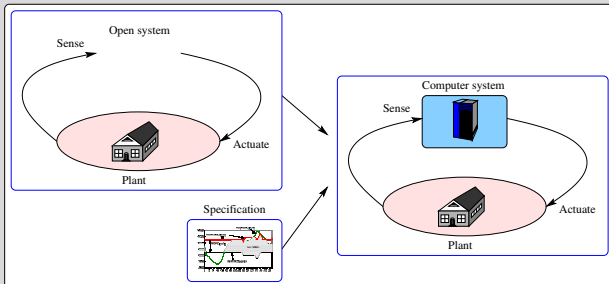 Open system
Sense
Actuate
Plant
Specification
Computer system
Sense
Actuate
Plant